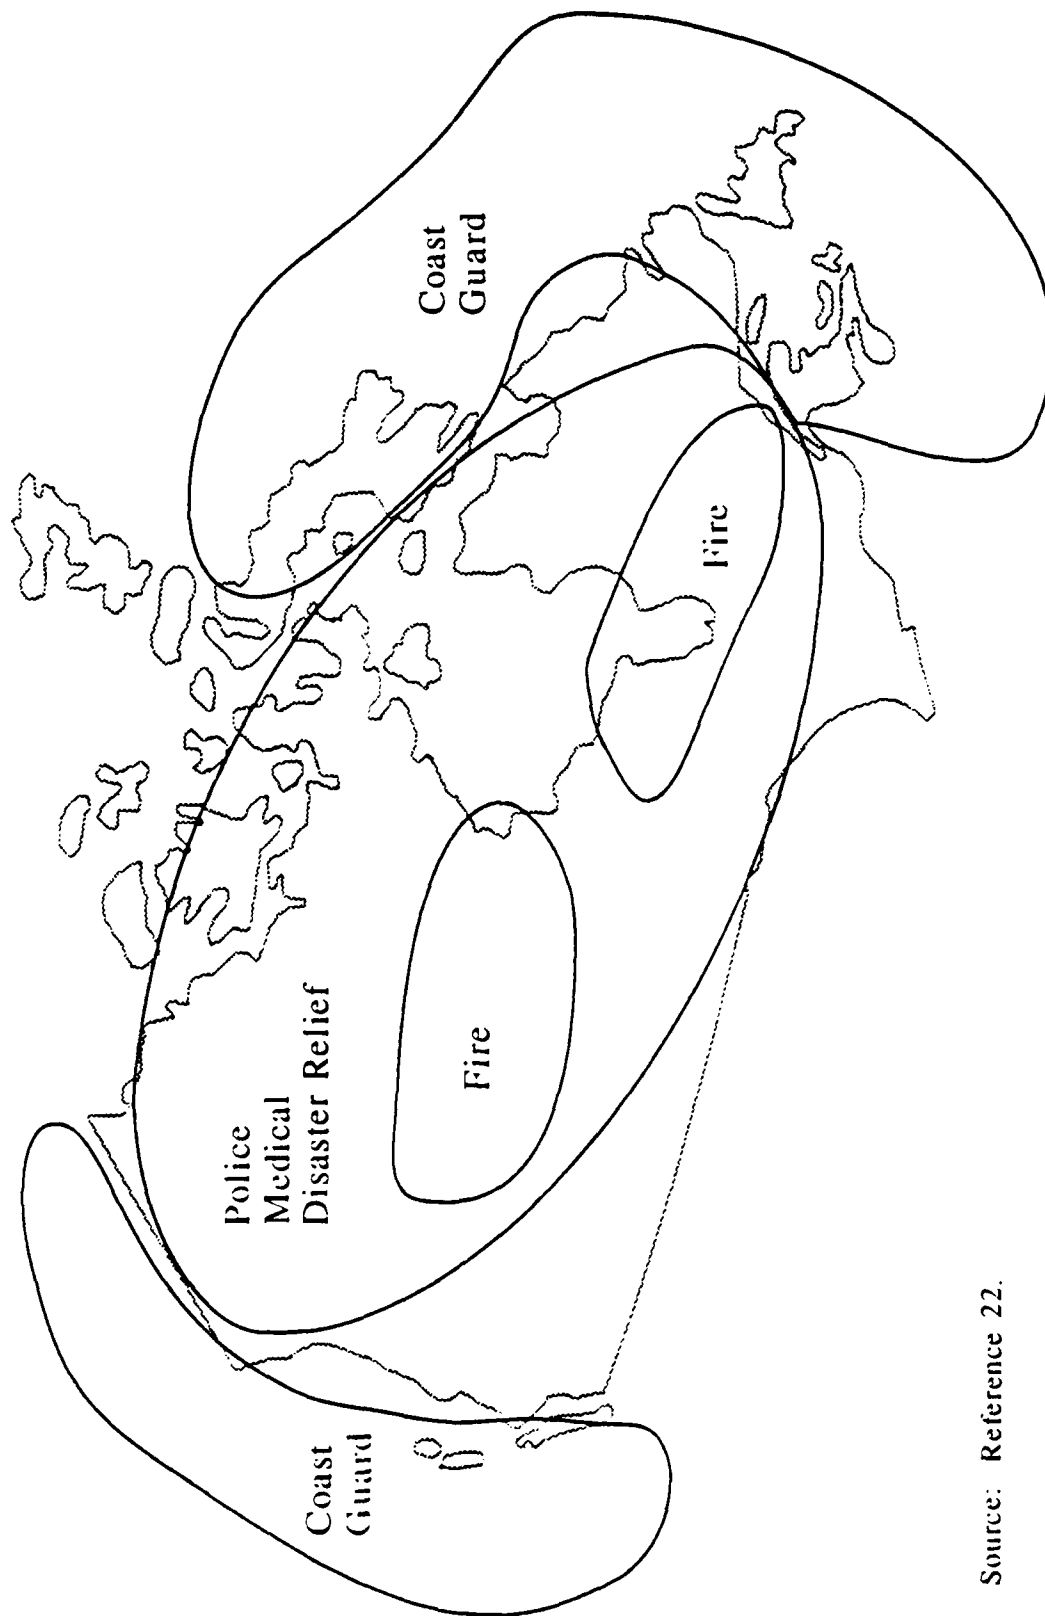 Coast
Guard
Police
Medical
Disaster Relief
Fire
Fire
Coast
Guard
Source: Reference 22.